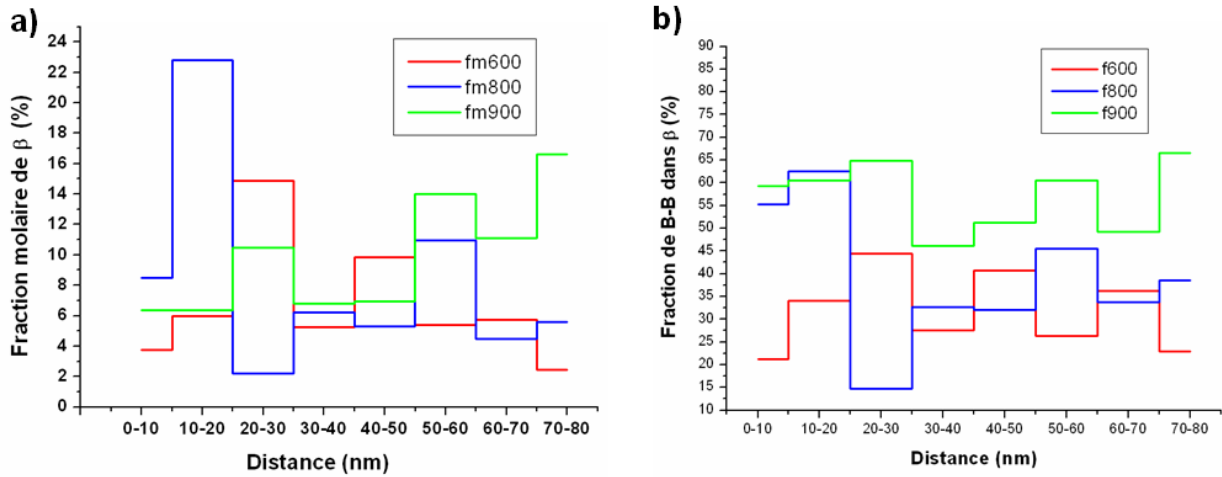 a)
Fraction molaire de β (%)
24
22
20
18
16
14
12
10
8
6
4
2
0
fm600
fm800
fm900
0-10 10-20 20-30 30-40 40-50 50-60 60-70 70-80
Distance (nm)
b)
Fraction de B-B dans β (%)
90
85
80
75
70
65
60
55
50
45
40
35
30
25
20
15
10
f600
f800
f900
0-10 10-20 20-30 30-40 40-50 50-60 60-70 70-80
Distance (nm)